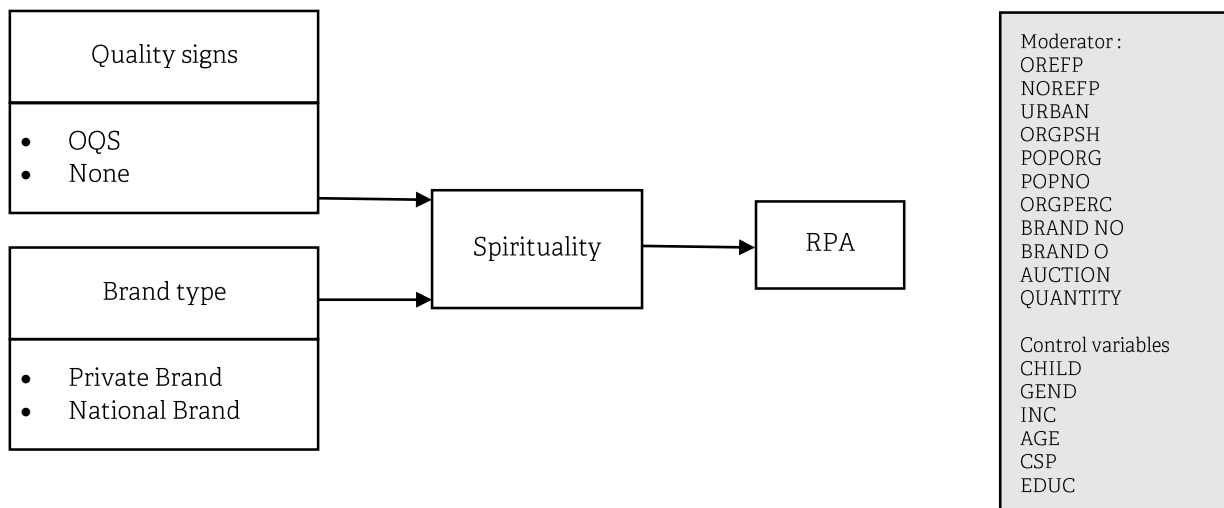 Quality signs
• OQS
• None
Brand type
• Private Brand
• National Brand
Spirituality
RPA
Moderator :
OREFP
NOREFP
URBAN
ORGPSH
POPORG
POPNO
ORGPERC
BRAND NO
BRAND O
AUCTION
QUANTITY
Control variables
CHILD
GEND
INC
AGE
CSP
EDUC